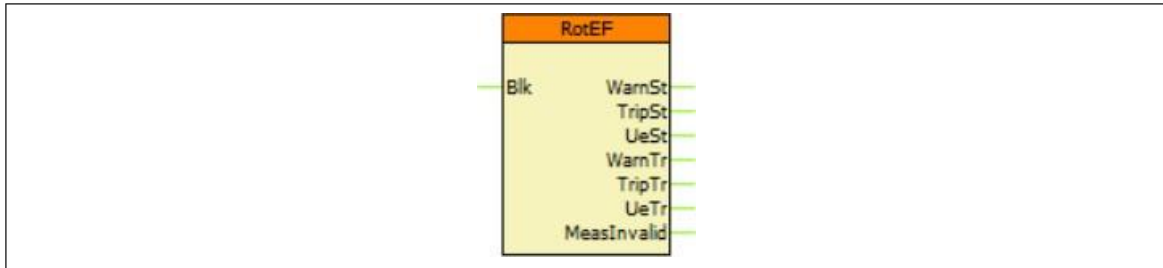 RotEF
Blk WarnSt
TripSt
UeSt
WarnTr
TripTr
UeTr
MeasInvalid